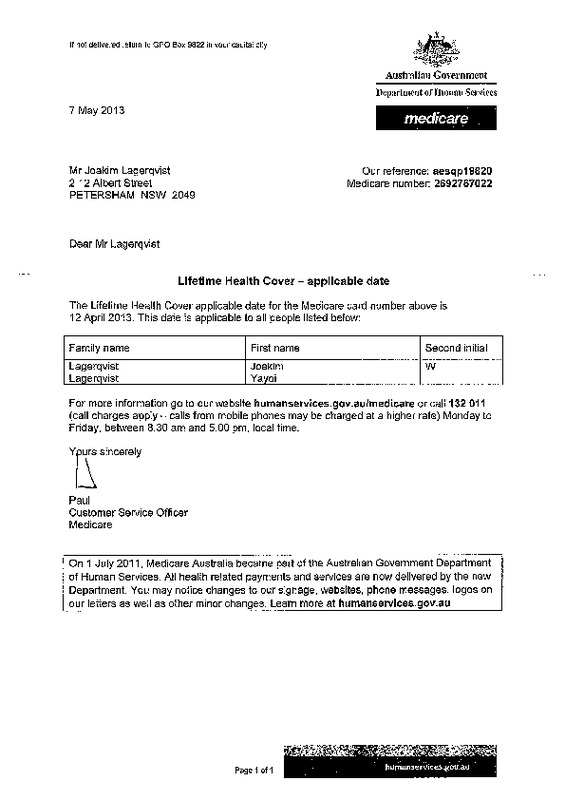 If not delivered return to GPO Box 9822 in your capital city
Australian Government
Department of Human Services
medicare
7 May 2013
Mr Joakim Lagerqvist
2 12 Albert Street
PETERSHAM NSW 2049
Our reference: aesqp19820
Medicare number: 2692767022
Dear Mr Lagerqvist
Lifetime Health Cover – applicable date
The Lifetime Health Cover applicable date for the Medicare card number above is
12 April 2013. This date is applicable to all people listed below:
Family name First name Second initial
Lagerqvist Joakim W
Lagerqvist Yayoi
For more information go to our website humanservices.gov.au/medicare or call 132 011
(call charges apply – calls from mobile phones may be charged at a higher rate) Monday to
Friday, between 8.30 am and 5.00 pm, local time.
Yours sincerely
Paul
Customer Service Officer
Medicare
On 1 July 2011, Medicare Australia became part of the Australian Government Department
of Human Services. All health related payments and services are now delivered by the new
Department. You may notice changes to our signage, websites, phone messages, logos on
our letters as well as other minor changes. Learn more at humanservices.gov.au
Page 1 of 1
humanservices.gov.au